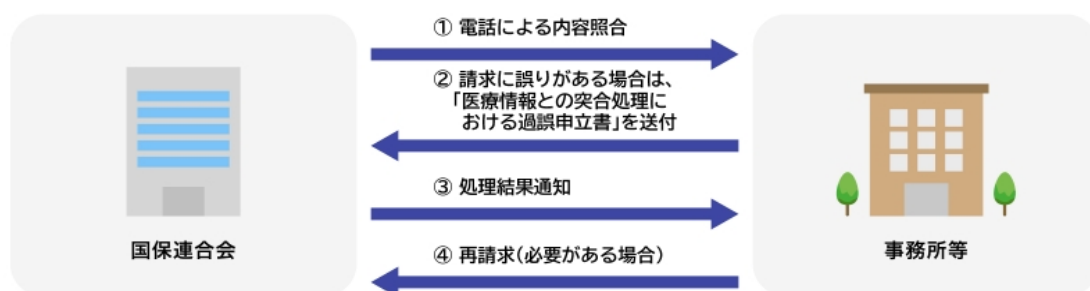 ① 電話による内容照合
② 請求に誤りがある場合は、
「医療情報との突合処理に
おける過誤申立書」を送付
③ 処理結果通知
④ 再請求(必要がある場合)
国保連合会
事務所等